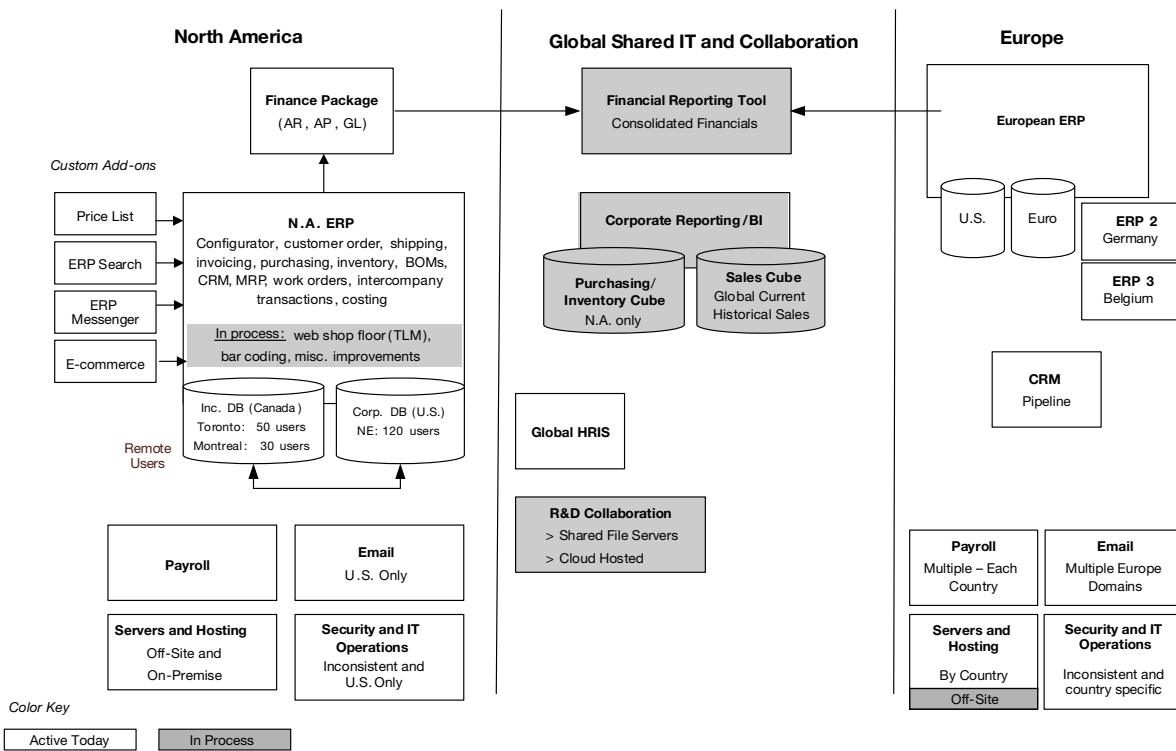 North America
Global Shared IT and Collaboration
Europe
Finance Package
(AR, AP, GL)
Financial Reporting Tool
Consolidated Financials
European ERP
U.S.
Euro
ERP 2
Germany
ERP 3
Belgium
Custom Add-ons
Price List
ERP Search
ERP
Messenger
E-commerce
N.A. ERP
Configurator, customer order, shipping,
invoicing, purchasing, inventory, BOMs,
CRM, MRP, work orders, intercompany
transactions, costing
In process: web shop floor (TLM),
bar coding, misc. improvements
Inc. DB (Canada)
Toronto: 50 users
Montreal: 30 users
Corp. DB (U.S.)
NE: 120 users
Remote
Users
Corporate Reporting/BI
Purchasing/
Inventory Cube
N.A. only
Sales Cube
Global Current
Historical Sales
CRM
Pipeline
Global HRIS
R&D Collaboration
> Shared File Servers
> Cloud Hosted
Payroll
Email
U.S. Only
Servers and Hosting
Off-Site and
On-Premise
Security and IT
Operations
Inconsistent and
U.S. Only
Payroll
Multiple – Each
Country
Email
Multiple Europe
Domains
Servers and
Hosting
By Country
Off-Site
Security and IT
Operations
Inconsistent and
country specific
Color Key
Active Today
In Process